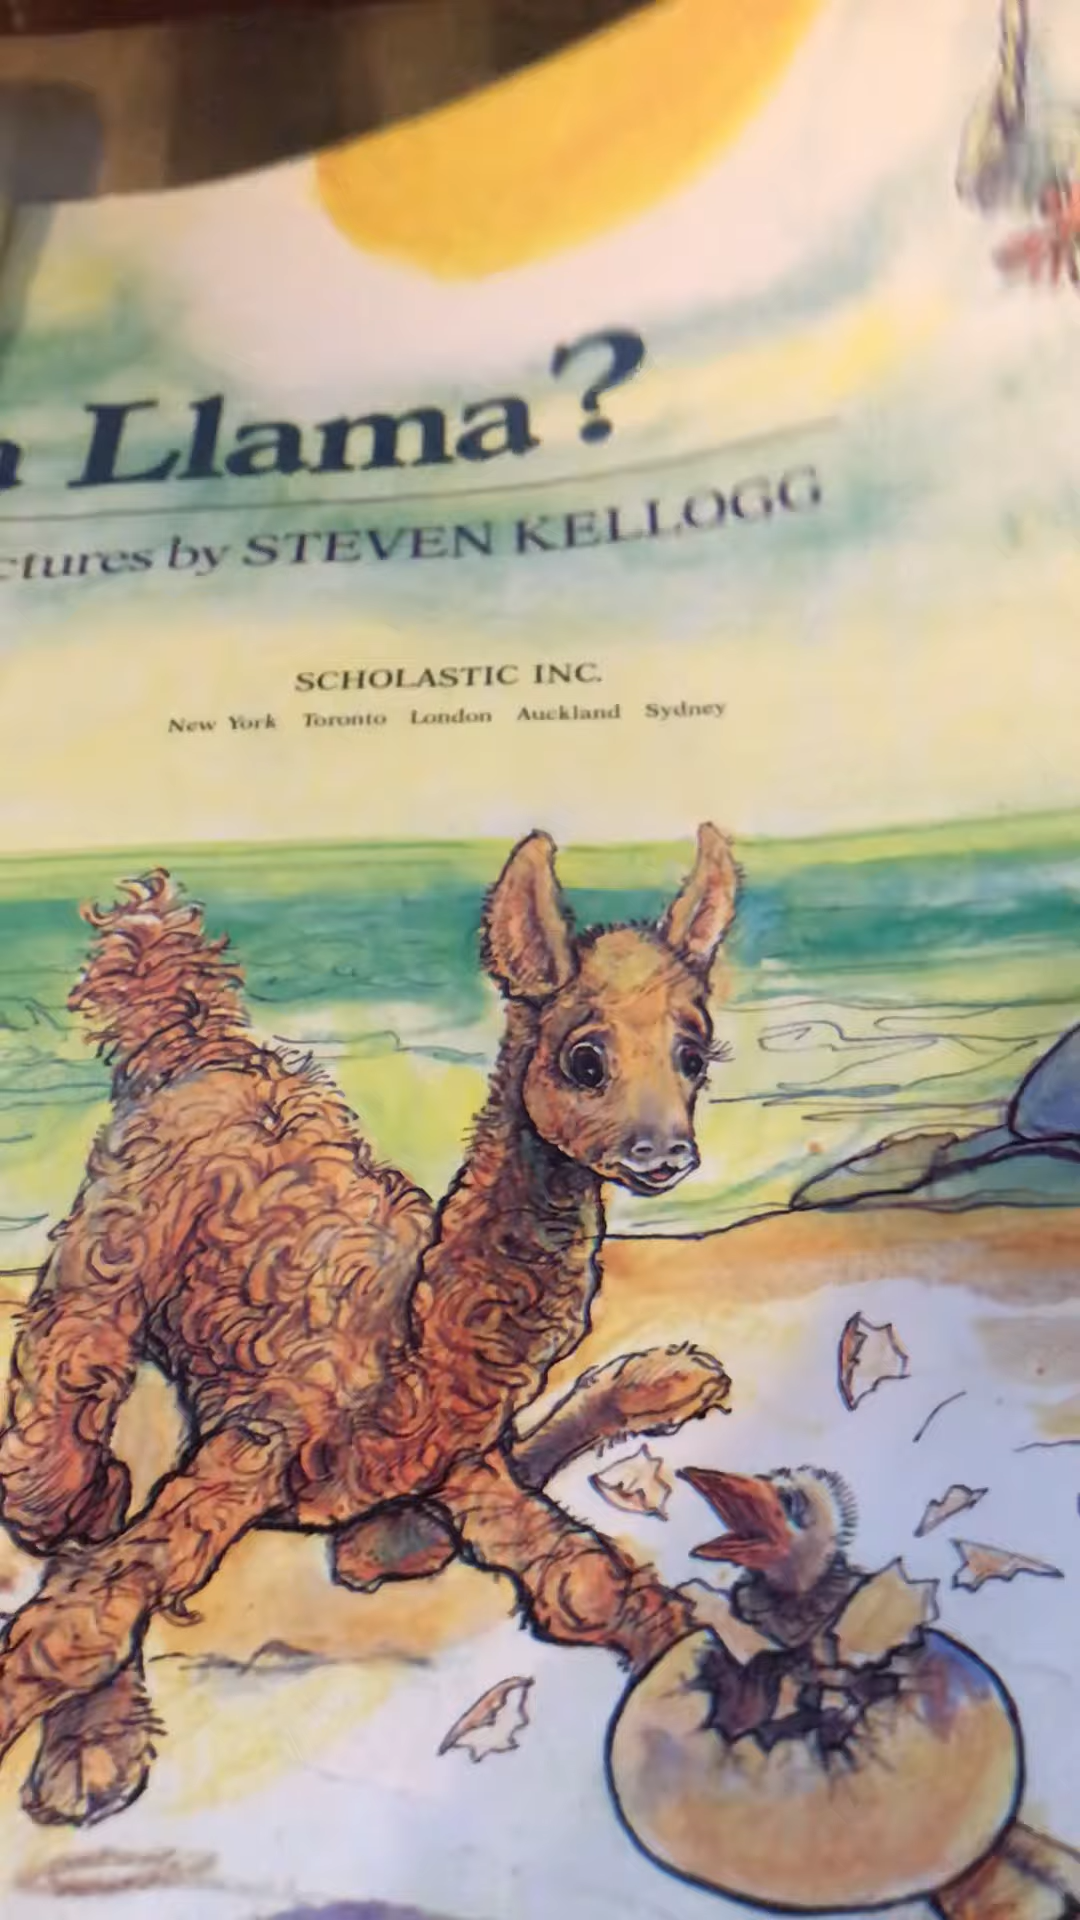 a Llama?
ctures by STEVEN KELLOGG
SCHOLASTIC INC.
New York Toronto London Auckland Sydney